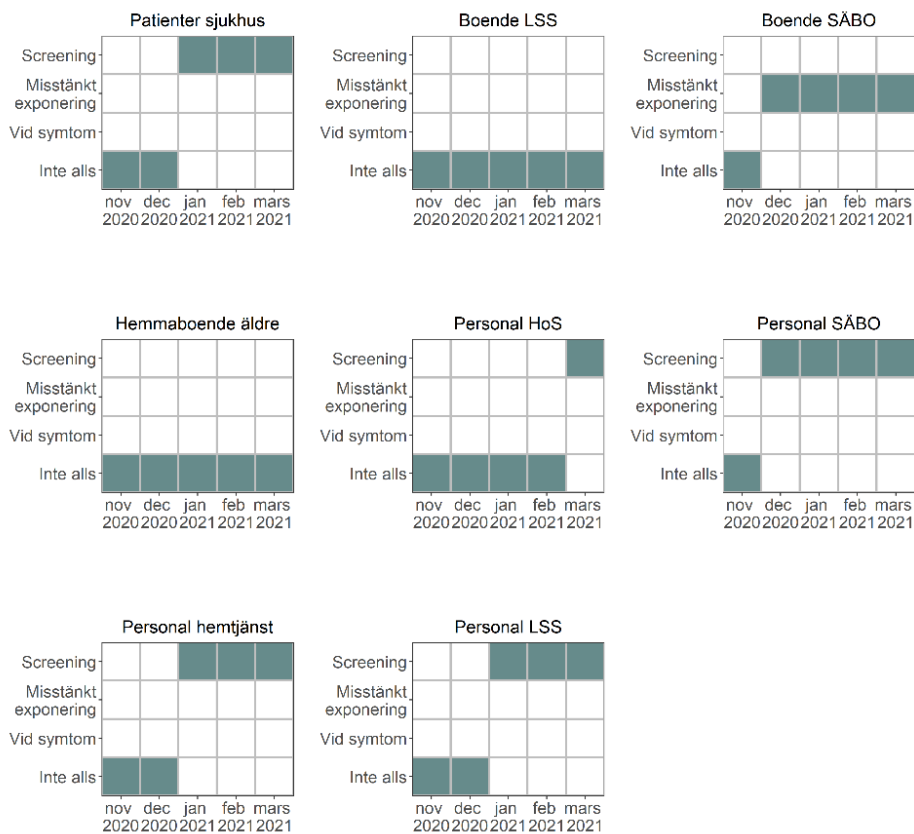 Patienter sjukhus
Screening
Misstänkt
exponering
Vid symtom
Inte alls
nov dec jan feb mars
2020 2020 2021 2021 2021
Boende LSS
Screening
Misstänkt
exponering
Vid symtom
Inte alls
nov dec jan feb mars
2020 2020 2021 2021 2021
Boende SÄBO
Screening
Misstänkt
exponering
Vid symtom
Inte alls
nov dec jan feb mars
2020 2020 2021 2021 2021
Hemmaboende äldre
Screening
Misstänkt
exponering
Vid symtom
Inte alls
nov dec jan feb mars
2020 2020 2021 2021 2021
Personal HoS
Screening
Misstänkt
exponering
Vid symtom
Inte alls
nov dec jan feb mars
2020 2020 2021 2021 2021
Personal SÄBO
Screening
Misstänkt
exponering
Vid symtom
Inte alls
nov dec jan feb mars
2020 2020 2021 2021 2021
Personal hemtjänst
Screening
Misstänkt
exponering
Vid symtom
Inte alls
nov dec jan feb mars
2020 2020 2021 2021 2021
Personal LSS
Screening
Misstänkt
exponering
Vid symtom
Inte alls
nov dec jan feb mars
2020 2020 2021 2021 2021